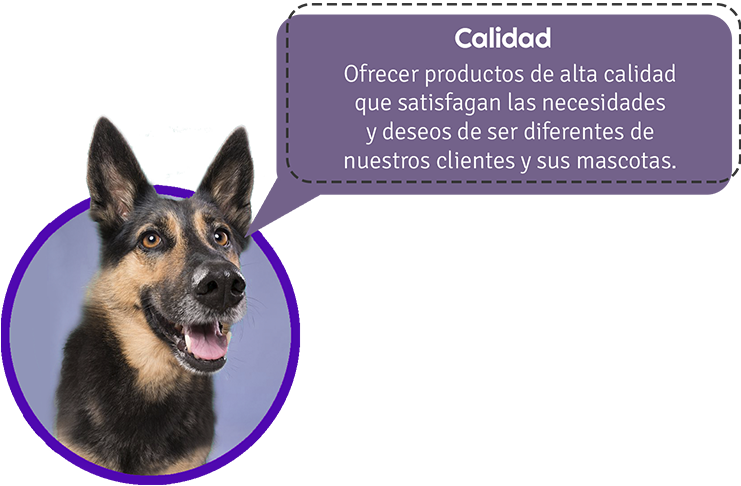 Calidad
Ofrecer productos de alta calidad
que satisfagan las necesidades
y deseos de ser diferentes de
nuestros clientes y sus mascotas.